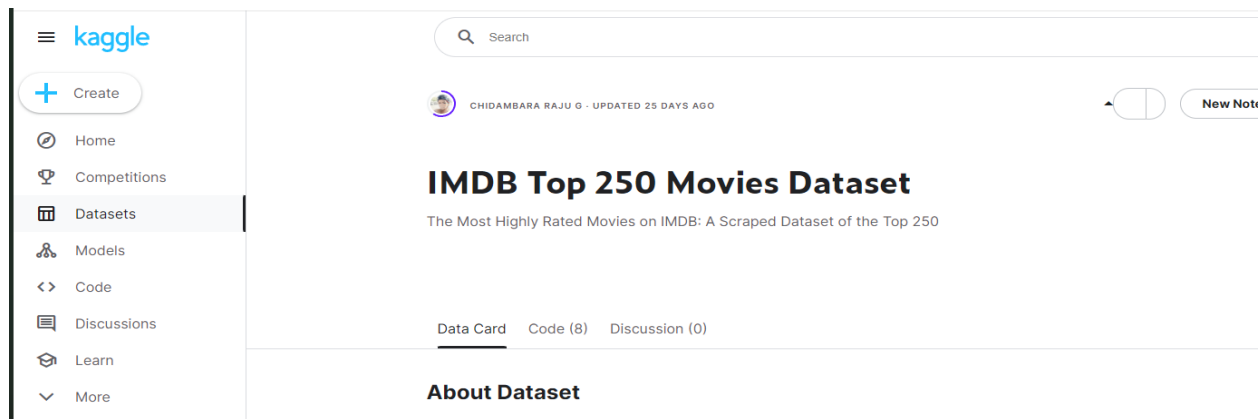 kaggle
Search
Create
CHIDAMBARA RAJU G · UPDATED 25 DAYS AGO
New Note
Home
Competitions
IMDB Top 250 Movies Dataset
Datasets
The Most Highly Rated Movies on IMDB: A Scraped Dataset of the Top 250
Models
Code
Discussions
Data Card Code (8) Discussion (0)
Learn
More
About Dataset